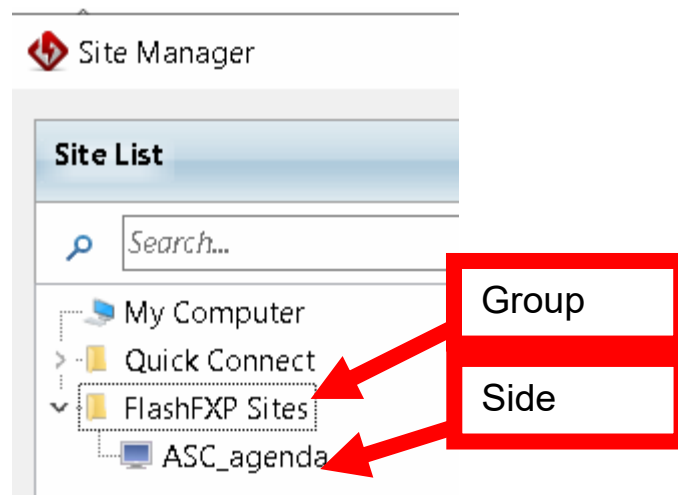 Site Manager
Site List
Search...
My Computer
Group
Quick Connect
FlashFXP Sites
Side
ASC_agenda